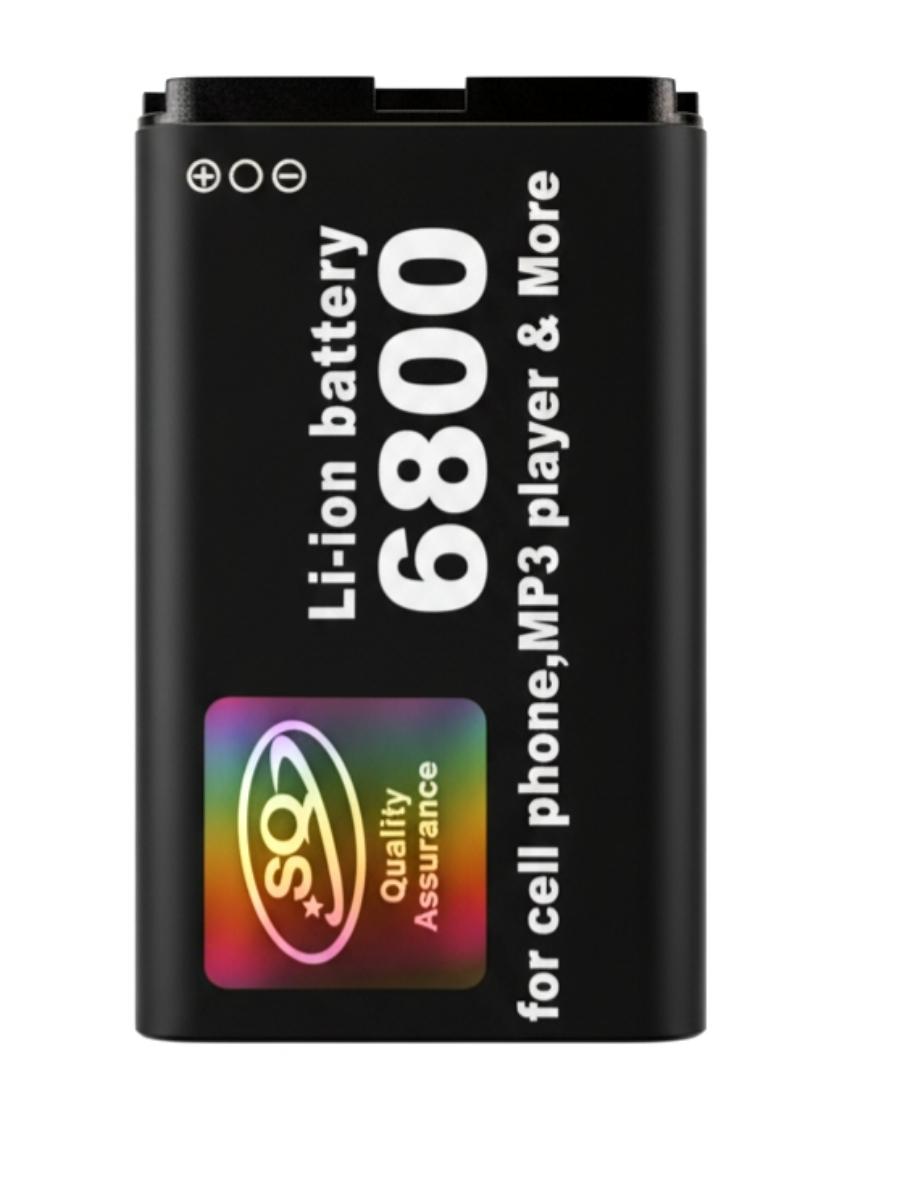 Li-ion battery
6800
for cell phone,MP3 player & More
SQ
Quality
Assurance